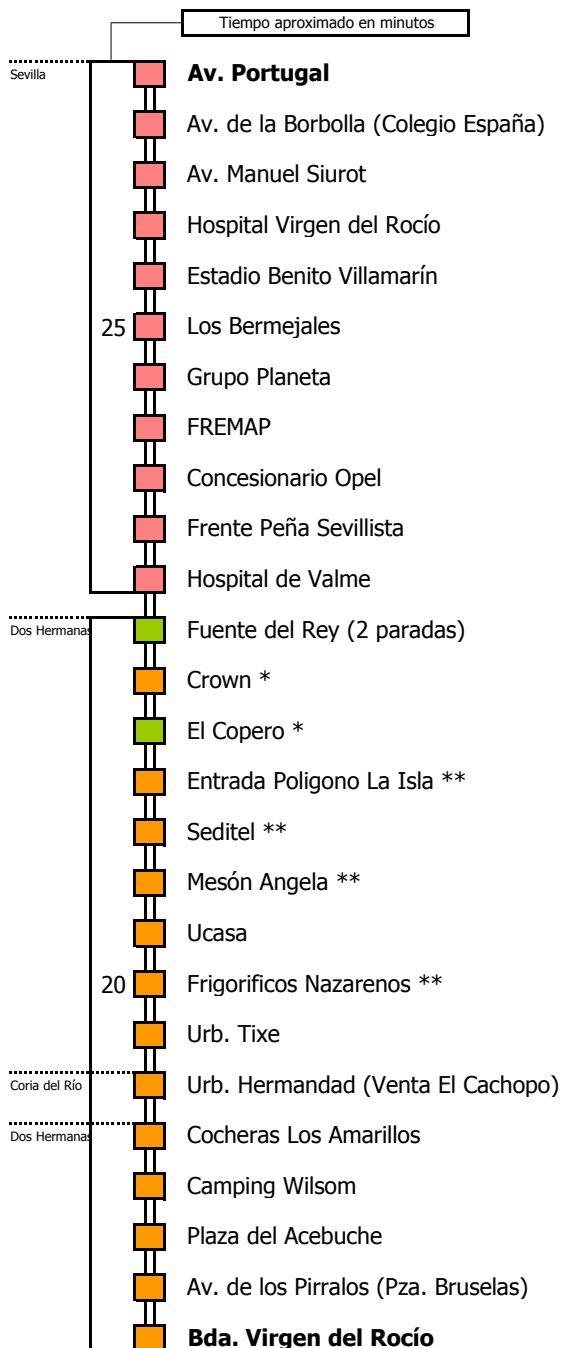 Tiempo aproximado en minutos
Sevilla
Av. Portugal
Av. de la Borbolla (Colegio España)
Av. Manuel Siurot
Hospital Virgen del Rocío
Estadio Benito Villamarín
25 Los Bermejales
Grupo Planeta
FREMAP
Concesionario Opel
Frente Peña Sevillista
Hospital de Valme
Dos Hermanas Fuente del Rey (2 paradas)
Crown *
El Copero *
Entrada Poligono La Isla **
Seditel **
Mesón Angela **
Ucasa
20 Frigorificos Nazarenos **
Urb. Tixe
Coria del Río Urb. Hermandad (Venta El Cachopo)
Dos Hermanas Cocheras Los Amarillos
Camping Wilsom
Plaza del Acebuche
Av. de los Pirralos (Pza. Bruselas)
Bda. Virgen del Rocío